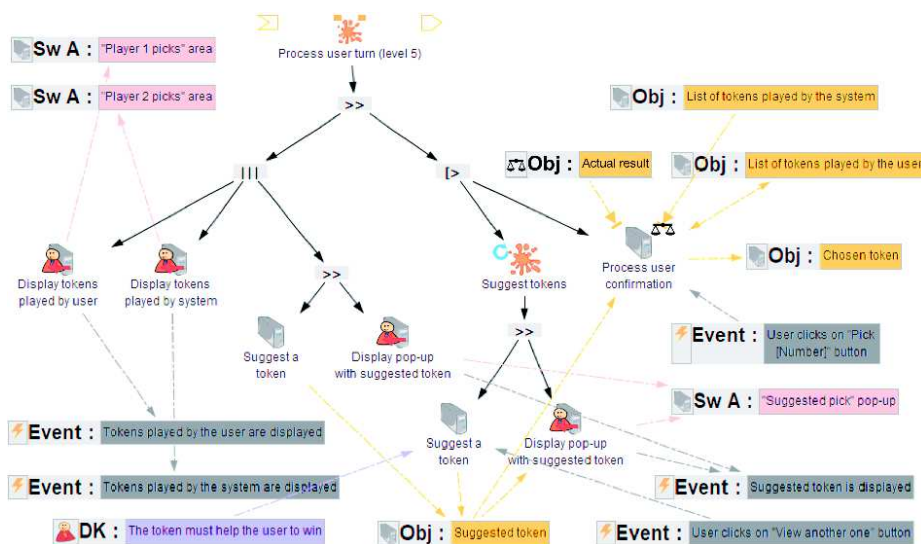 Process user turn (level 5)
Sw A : "Player 1 picks" area
Sw A : "Player 2 picks" area
>>
Obj : List of tokens played by the system
|||
[>
Obj : Actual result
Obj : List of tokens played by the user
Display tokens
played by user
Display tokens
played by system
>>
Suggest tokens
Process user
confirmation
Obj : Chosen token
Suggest a
token
Display pop-up
with suggested token
>>
Event : User clicks on "Pick
[Number]" button
Sw A : "Suggested pick" pop-up
Event : Tokens played by the user are displayed
Suggest a
token
Display pop-up
with suggested token
Event : Tokens played by the system are displayed
Event : Suggested token is displayed
DK : The token must help the user to win
Obj : Suggested token
Event : User clicks on "View another one" button